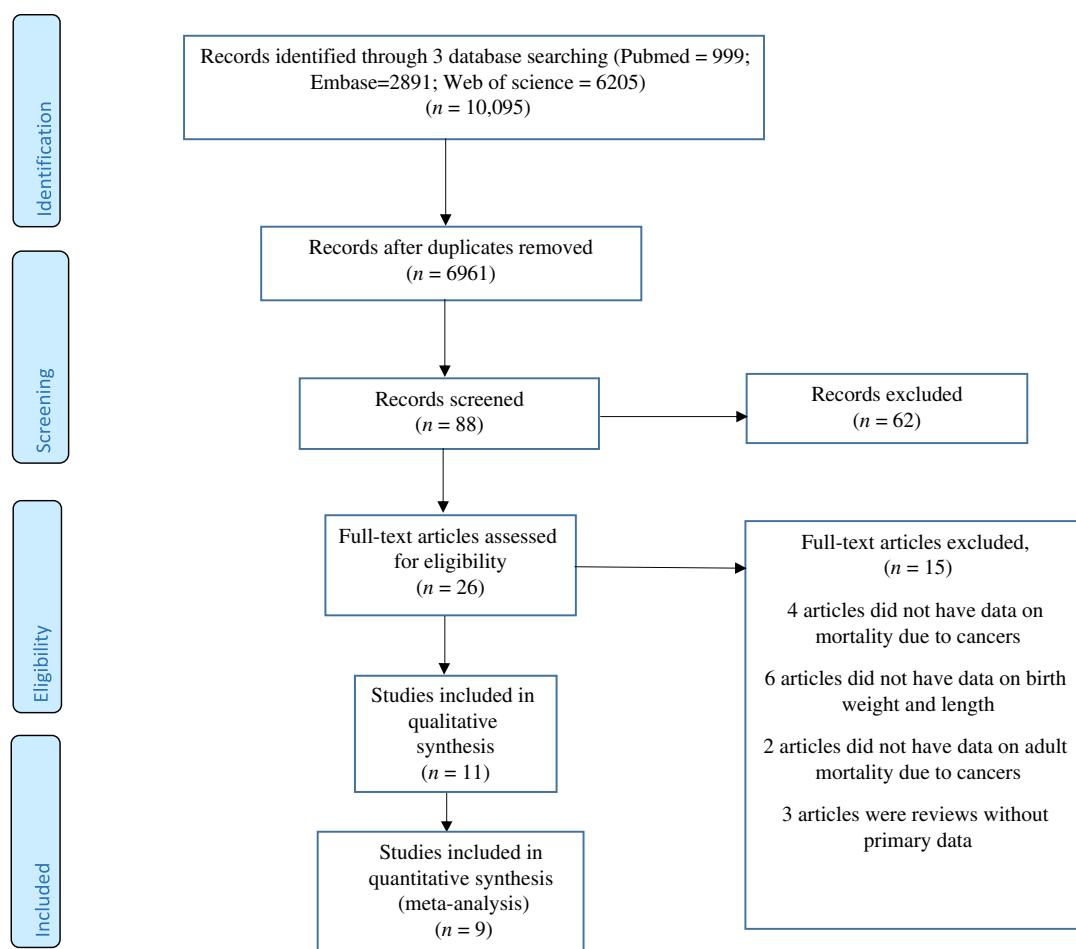 Identification
Records identified through 3 database searching (Pubmed = 999;
Embase=2891; Web of science = 6205)
(n = 10,095)
Records after duplicates removed
(n = 6961)
Screening
Records screened
(n = 88)
Records excluded
(n = 62)
Eligibility
Full-text articles assessed
for eligibility
(n = 26)
Full-text articles excluded,
(n = 15)
4 articles did not have data on
mortality due to cancers
6 articles did not have data on birth
weight and length
2 articles did not have data on adult
mortality due to cancers
3 articles were reviews without
primary data
Studies included in
qualitative
synthesis
(n = 11)
Included
Studies included in
quantitative synthesis
(meta-analysis)
(n = 9)